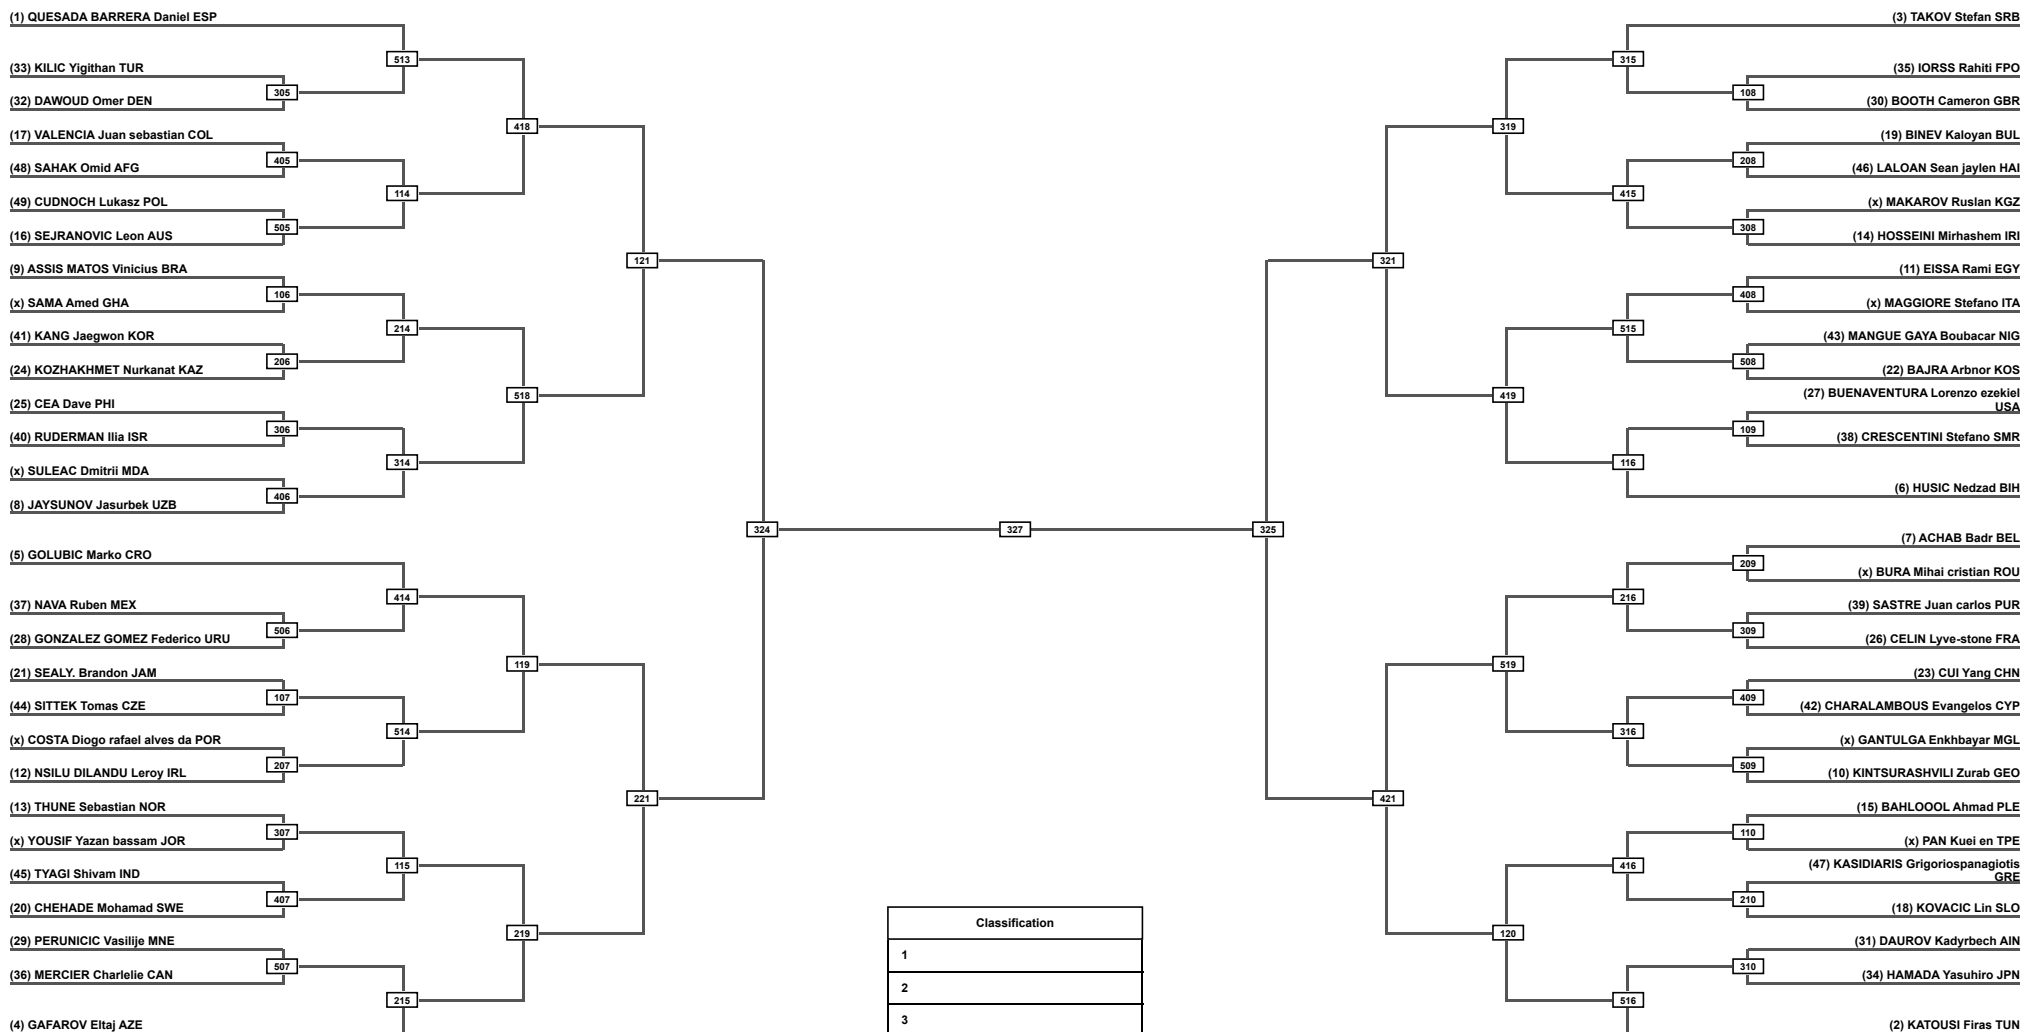 (1) QUESADA BARRERA Daniel ESP
513
(33) KILIC Yigithan TUR
305
(32) DAWOUD Omer DEN
418
(17) VALENCIA Juan sebastian COL
405
(48) SAHAK Omid AFG
114
(49) CUDNOCH Lukasz POL
505
(16) SEJRANOVIC Leon AUS
121
(9) ASSIS MATOS Vinicius BRA
106
(x) SAMA Amed GHA
214
(41) KANG Jaegwon KOR
206
(24) KOZHAKHMET Nurkanat KAZ
518
(25) CEA Dave PHI
306
(40) RUDERMAN Ilia ISR
314
(x) SULEAC Dmitrii MDA
406
(8) JAYSUNOV Jasurbek UZB
324
(5) GOLUBIC Marko CRO
414
(37) NAVA Ruben MEX
506
(28) GONZALEZ GOMEZ Federico URU
119
(21) SEALY. Brandon JAM
107
(44) SITTEK Tomas CZE
514
(x) COSTA Diogo rafael alves da POR
207
(12) NSILU DILANDU Leroy IRL
221
(13) THUNE Sebastian NOR
307
(x) YOUSIF Yazan bassam JOR
115
(45) TYAGI Shivam IND
407
(20) CHEHADE Mohamad SWE
219
(29) PERUNICIC Vasilije MNE
507
(36) MERCIER Charlelie CAN
215
(4) GAFAROV Eltaj AZE
327
Classification
1
2
3
(3) TAKOV Stefan SRB
315
(35) IORSS Rahiti FPO
108
(30) BOOTH Cameron GBR
319
(19) BINEV Kaloyan BUL
208
(46) LALOAN Sean jaylen HAI
415
(x) MAKAROV Ruslan KGZ
308
(14) HOSSEINI Mirhashem IRI
321
(11) EISSA Rami EGY
408
(x) MAGGIORE Stefano ITA
515
(43) MANGUE GAYA Boubacar NIG
508
(22) BAJRA Arbnor KOS
419
(27) BUENAVENTURA Lorenzo ezekiel
USA
109
(38) CRESCENTINI Stefano SMR
116
(6) HUSIC Nedzad BIH
325
(7) ACHAB Badr BEL
209
(x) BURA Mihai cristian ROU
216
(39) SASTRE Juan carlos PUR
309
(26) CELIN Lyve-stone FRA
519
(23) CUI Yang CHN
409
(42) CHARALAMBOUS Evangelos CYP
316
(x) GANTULGA Enkhbayar MGL
509
(10) KINTSURASHVILI Zurab GEO
421
(15) BAHLOOOL Ahmad PLE
110
(x) PAN Kuei en TPE
416
(47) KASIDIARIS Grigoriospanagiotis
GRE
210
(18) KOVACIC Lin SLO
120
(31) DAUROV Kadyrbech AIN
310
(34) HAMADA Yasuhiro JPN
516
(2) KATOUSI Firas TUN